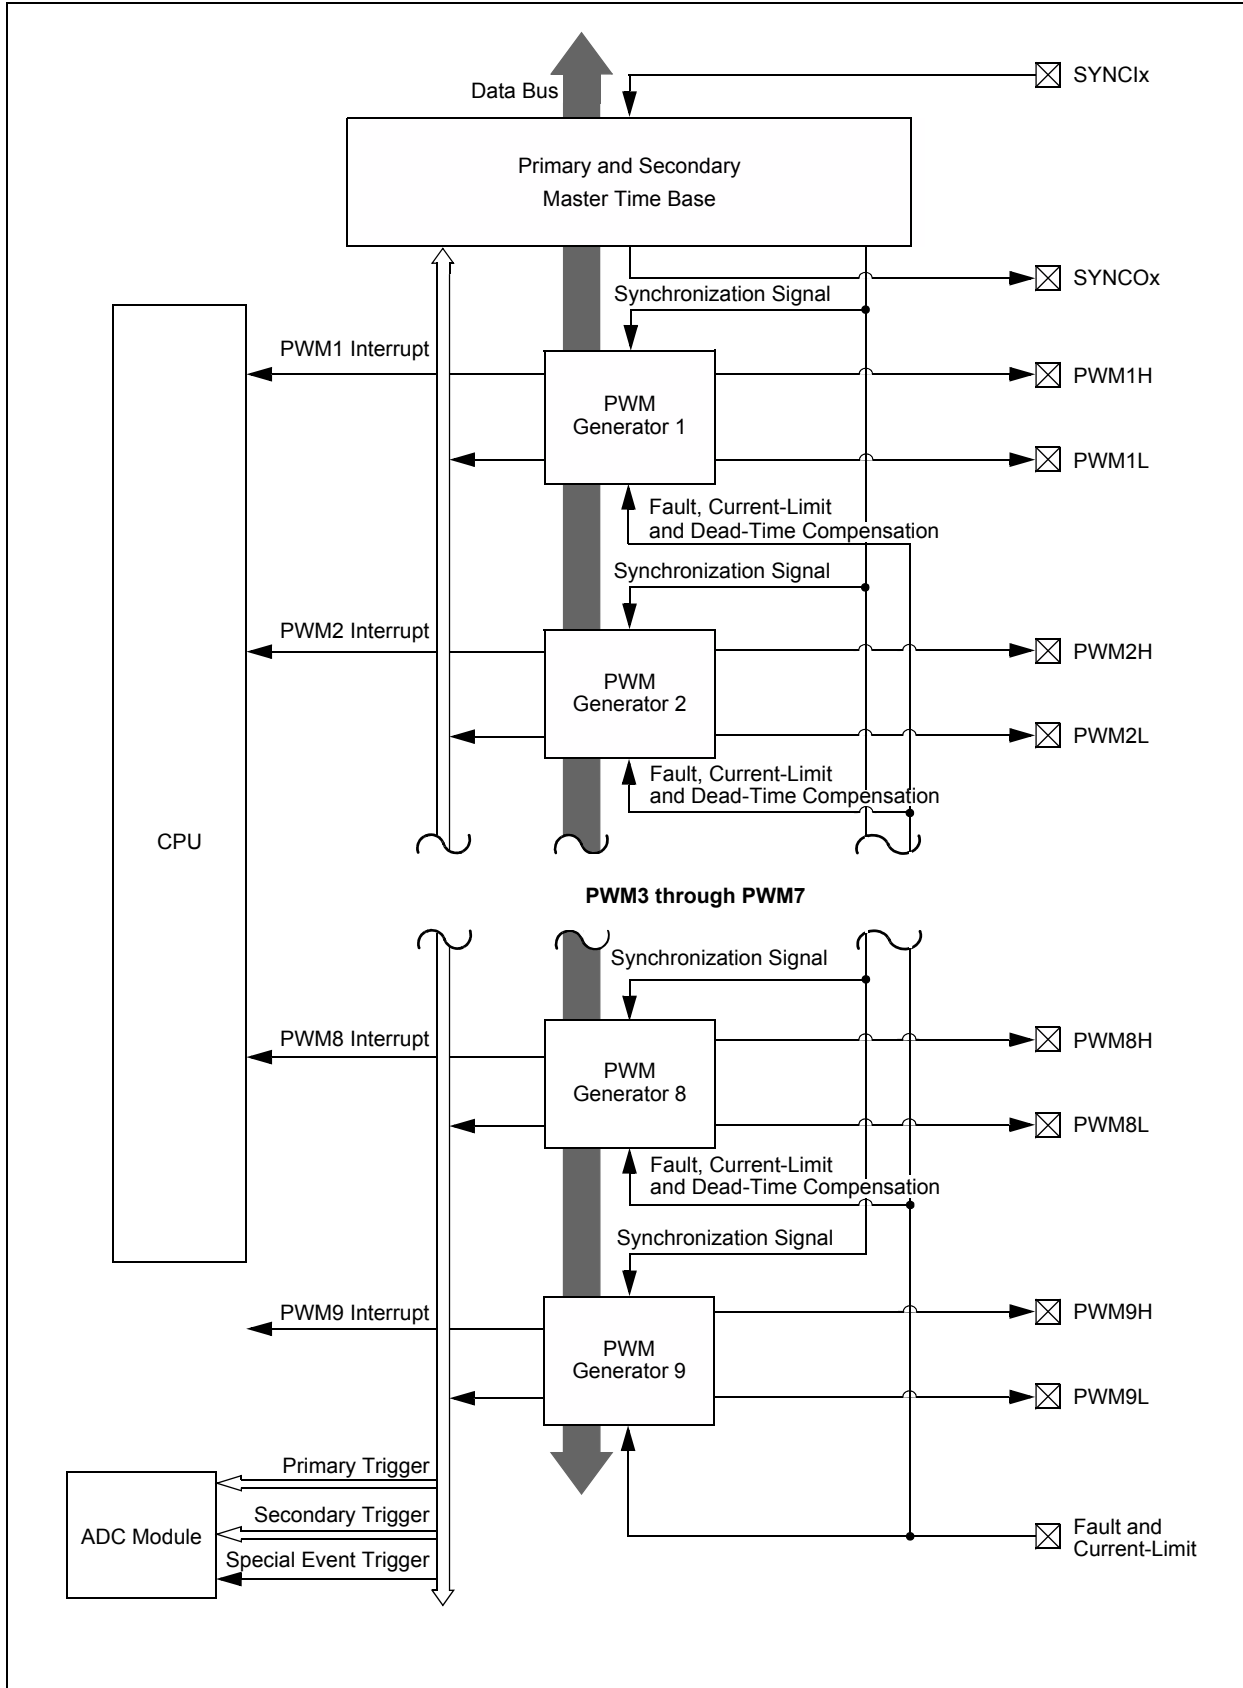 SYNCIx
Data Bus
Primary and Secondary
Master Time Base
SYNCOx
Synchronization Signal
PWM1 Interrupt
PWM1H
PWM
Generator 1
PWM1L
Fault, Current-Limit
and Dead-Time Compensation
Synchronization Signal
PWM2 Interrupt
PWM2H
PWM
Generator 2
PWM2L
Fault, Current-Limit
and Dead-Time Compensation
CPU
PWM3 through PWM7
Synchronization Signal
PWM8 Interrupt
PWM8H
PWM
Generator 8
PWM8L
Fault, Current-Limit
and Dead-Time Compensation
Synchronization Signal
PWM9 Interrupt
PWM9H
PWM
Generator 9
PWM9L
Primary Trigger
Secondary Trigger
ADC Module
Special Event Trigger
Fault and
Current-Limit